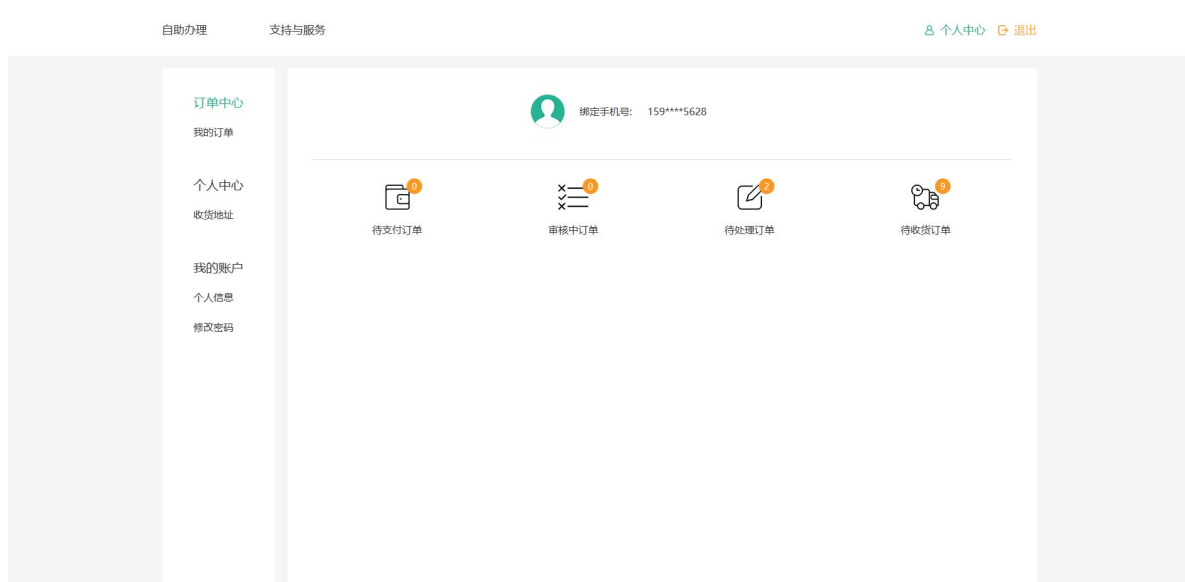 自助办理 支持与服务 个人中心 退出
订单中心
我的订单
个人中心
收货地址
我的账户
个人信息
修改密码
绑定手机号: 159****5628
0 0 2 9
待支付订单 审核中订单 待处理订单 待收货订单